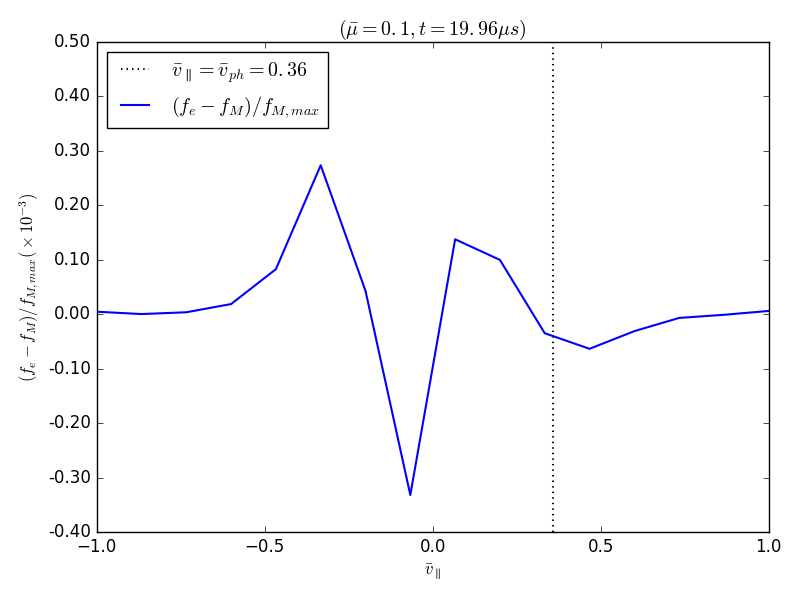 (μ̄ = 0.1, t = 19.96μs)
0.50
v̄∥ = v̄ph = 0.36
(fe − fM)/fM,max
0.40
0.30
0.20
0.10
0.00
-0.10
-0.20
-0.30
-0.40
(fe − fM)/fM,max(×10⁻³)
−1.0 −0.5 0.0 0.5 1.0
v̄∥